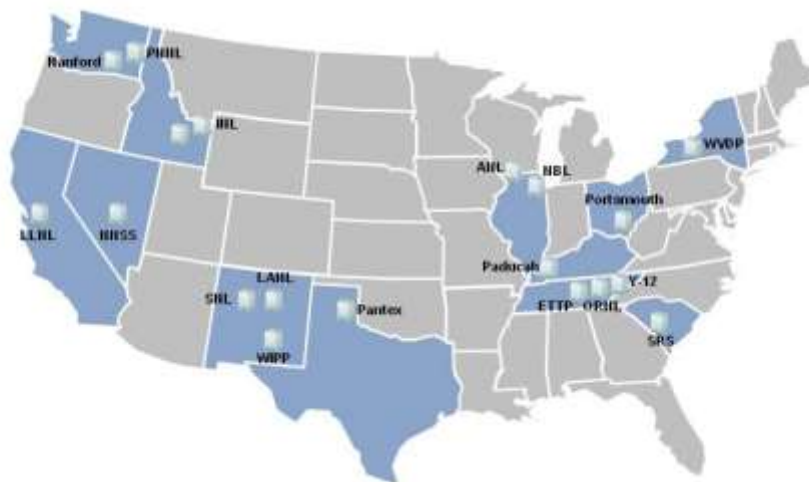 PNNL
Hanford
INL
WVDP
ANL
NBL
Portsmouth
LLNL
NNSS
Paducah
LANL
Y-12
SNL
Pantex
ETTP
ORNL
SRS
WIPP